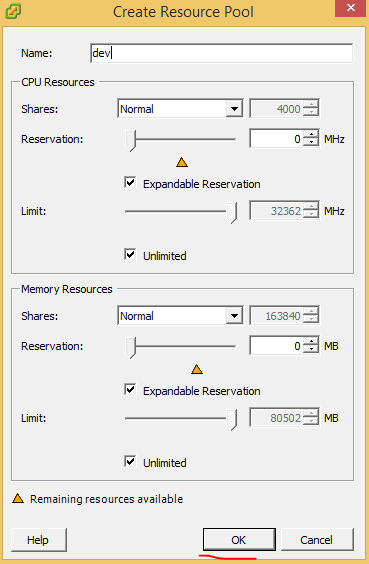 Create Resource Pool
Name: dev
CPU Resources
Shares: Normal 4000
Reservation: 0 MHz
Expandable Reservation
Limit: 32362 MHz
Unlimited
Memory Resources
Shares: Normal 163840
Reservation: 0 MB
Expandable Reservation
Limit: 80502 MB
Unlimited
Remaining resources available
Help OK Cancel